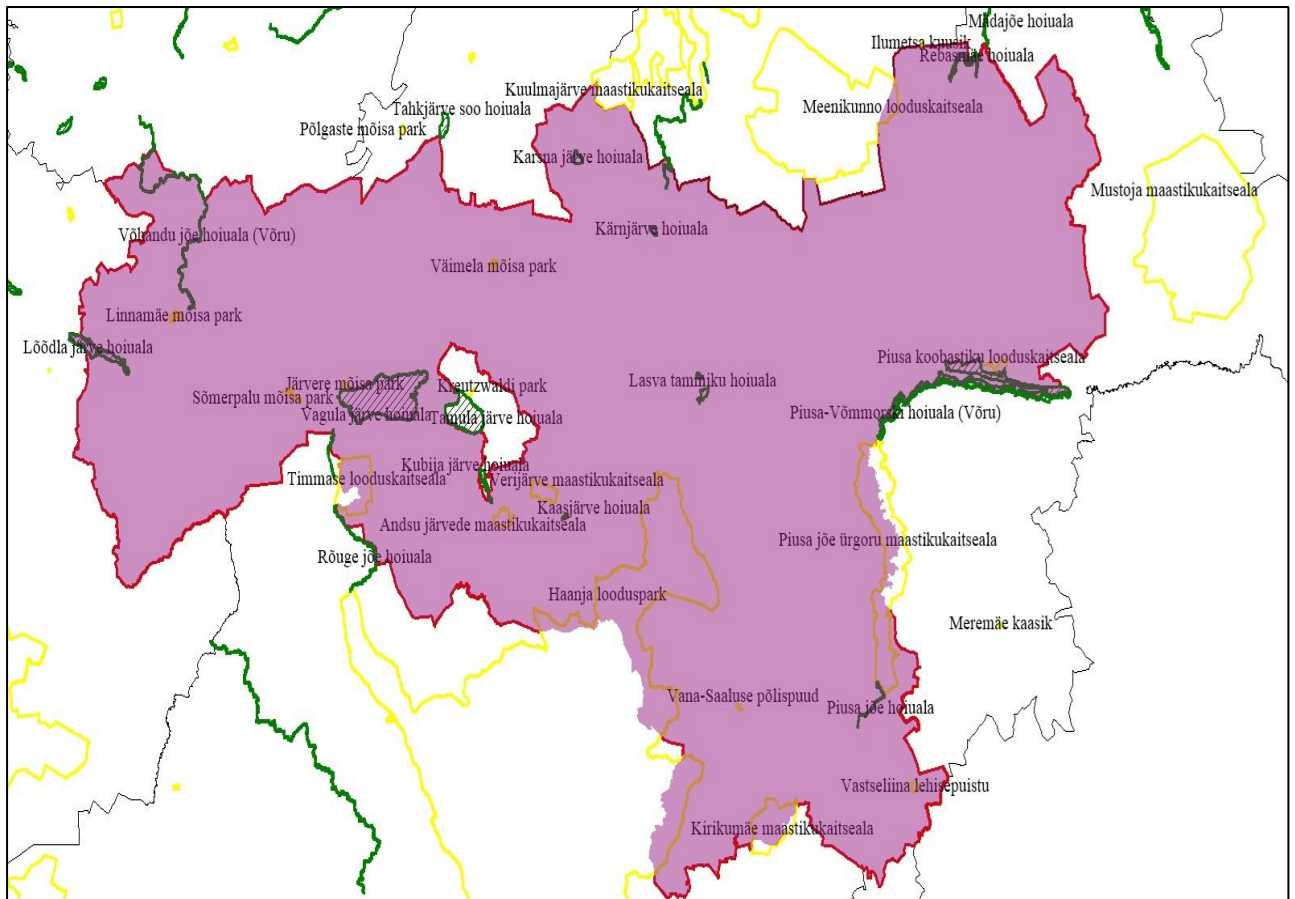 Mädajõe hoiuala
Ilumetsa kuusik
Rebasmäe hoiuala
Kuulmajärve maastikukaitseala
Meenikunno looduskaitseala
Tahkjärve soo hoiuala
Põlgaste mõisa park
Karsna järve hoiuala
Mustoja maastikukaitseala
Võhandu jõe hoiuala (Võru)
Kärnjärve hoiuala
Väimela mõisa park
Linnamäe mõisa park
Lõõdla järve hoiuala
Piusa koobastiku looduskaitseala
Järvere mõisa park
Kreutzwaldi park
Lasva tammiku hoiuala
Sõmerpalu mõisa park
Vagula järve hoiuala
Tamula järve hoiuala
Piusa-Võmmorski hoiuala (Võru)
Kubija järve hoiuala
Timmase looduskaitseala
Verijärve maastikukaitseala
Kaasjärve hoiuala
Andsu järvede maastikukaitseala
Piusa jõe ürgoru maastikukaitseala
Rõuge jõe hoiuala
Haanja looduspark
Meremäe kaasik
Vana-Saaluse põlispuud
Piusa jõe hoiuala
Vastseliina lehisepuistu
Kirikumäe maastikukaitseala